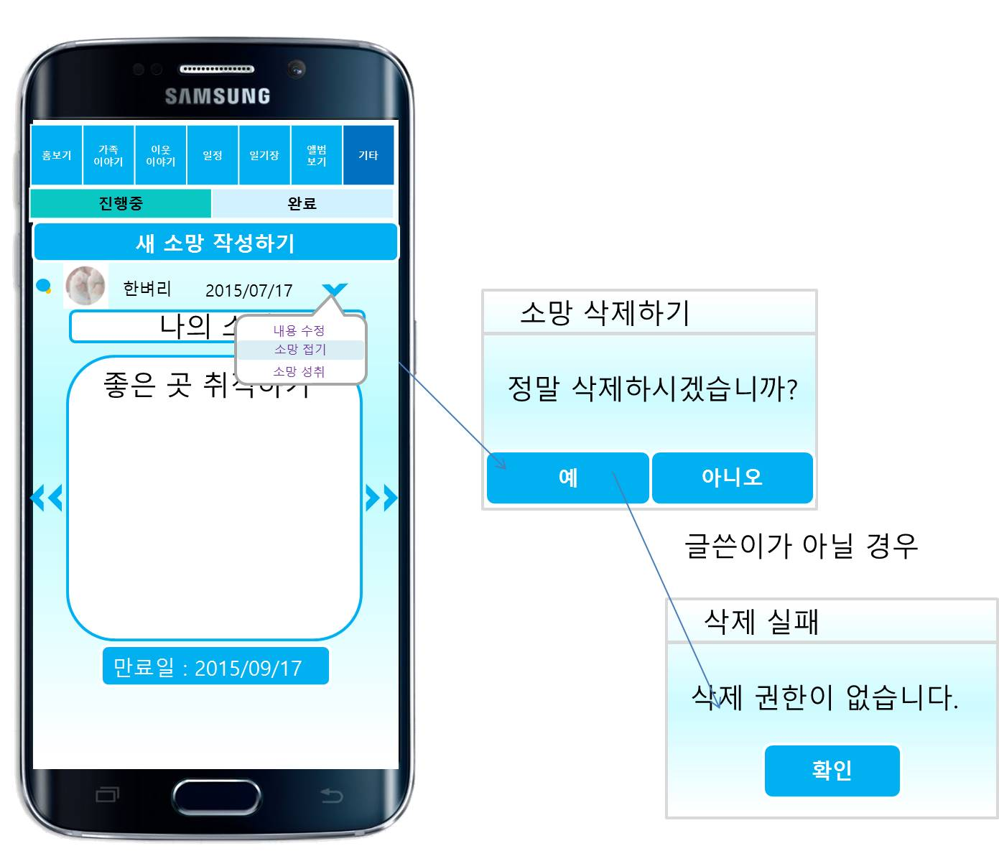 SAMSUNG
홈보기
가족
이야기
이웃
이야기
일정
일기장
앨범
보기
기타
진행중
완료
새 소망 작성하기
한벼리
2015/07/17
나의
내용 수정
소망 접기
소망 성취
좋은 곳 취직하기
만료일 : 2015/09/17
소망 삭제하기
정말 삭제하시겠습니까?
예
아니오
글쓴이가 아닐 경우
삭제 실패
삭제 권한이 없습니다.
확인